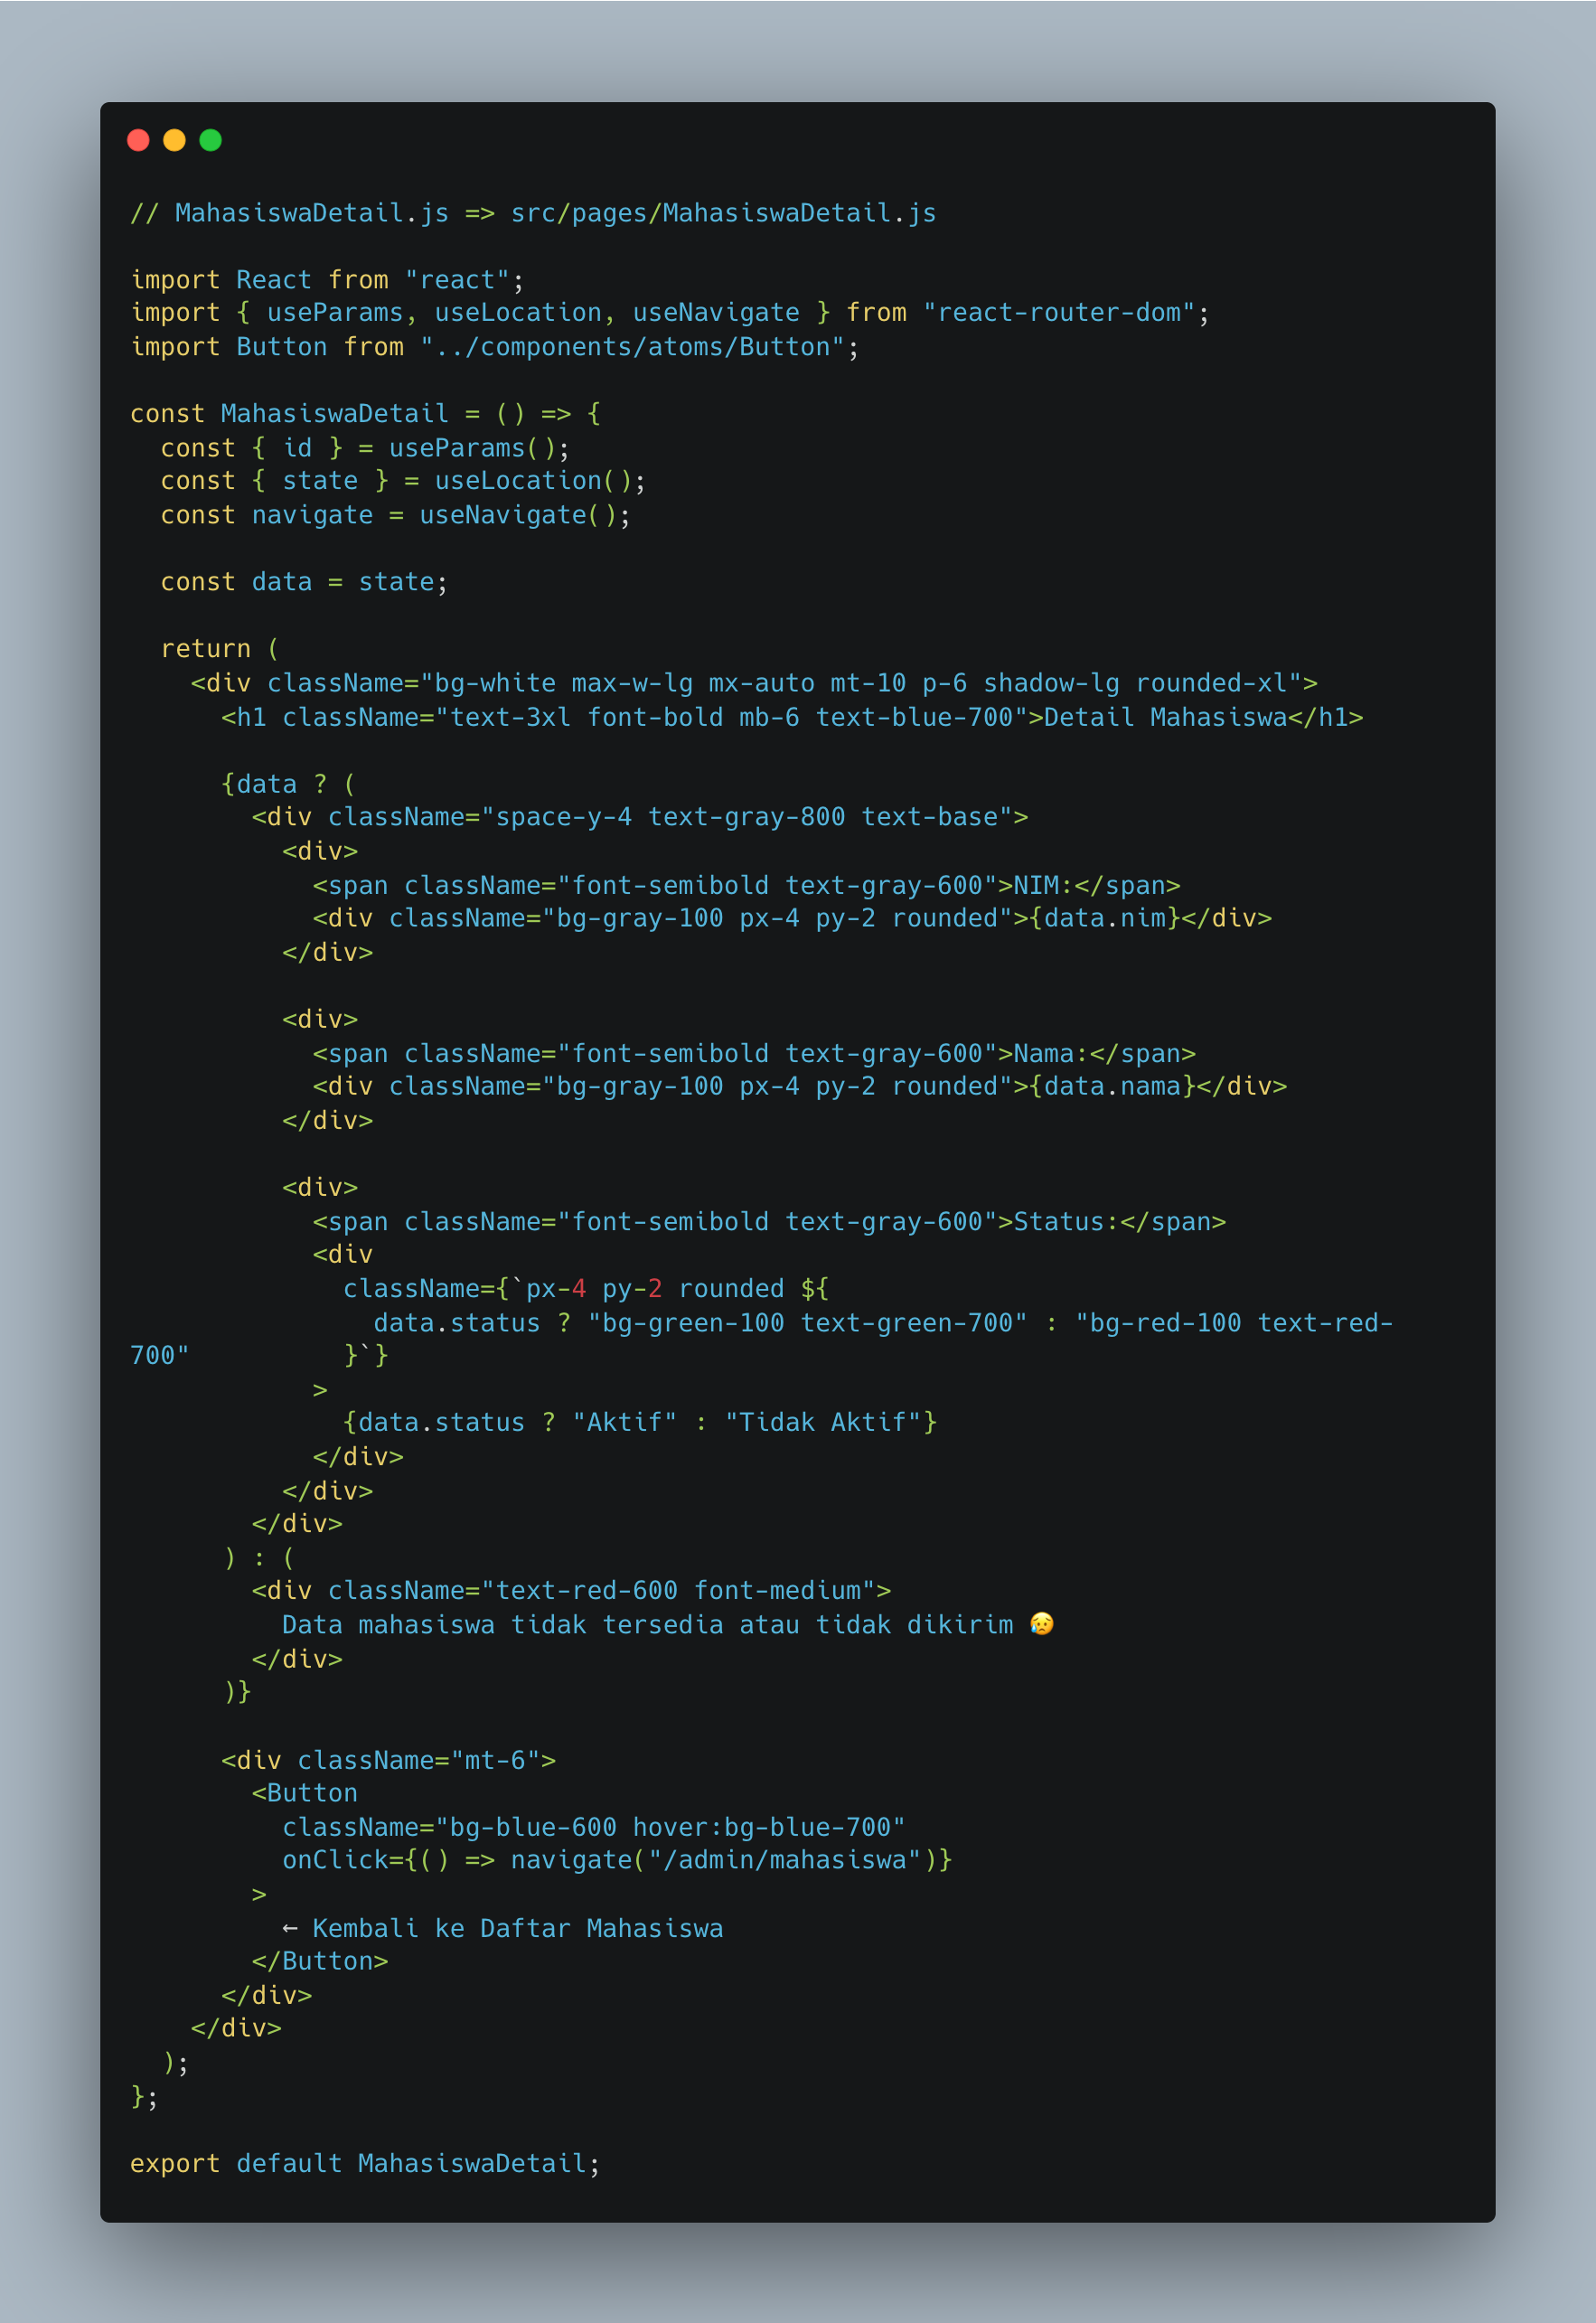 // MahasiswaDetail.js => src/pages/MahasiswaDetail.js

import React from "react";
import { useParams, useLocation, useNavigate } from "react-router-dom";
import Button from "../components/atoms/Button";

const MahasiswaDetail = () => {
  const { id } = useParams();
  const { state } = useLocation();
  const navigate = useNavigate();

  const data = state;

  return (
    <div className="bg-white max-w-lg mx-auto mt-10 p-6 shadow-lg rounded-xl">
      <h1 className="text-3xl font-bold mb-6 text-blue-700">Detail Mahasiswa</h1>

      {data ? (
        <div className="space-y-4 text-gray-800 text-base">
          <div>
            <span className="font-semibold text-gray-600">NIM:</span>
            <div className="bg-gray-100 px-4 py-2 rounded">{data.nim}</div>
          </div>

          <div>
            <span className="font-semibold text-gray-600">Nama:</span>
            <div className="bg-gray-100 px-4 py-2 rounded">{data.nama}</div>
          </div>

          <div>
            <span className="font-semibold text-gray-600">Status:</span>
            <div
              className={`px-4 py-2 rounded ${
                data.status ? "bg-green-100 text-green-700" : "bg-red-100 text-red-
700"          }`}
            >
              {data.status ? "Aktif" : "Tidak Aktif"}
            </div>
          </div>
        </div>
      ) : (
        <div className="text-red-600 font-medium">
          Data mahasiswa tidak tersedia atau tidak dikirim 😥
        </div>
      )}

      <div className="mt-6">
        <Button
          className="bg-blue-600 hover:bg-blue-700"
          onClick={() => navigate("/admin/mahasiswa")}
        >
          ← Kembali ke Daftar Mahasiswa
        </Button>
      </div>
    </div>
  );
};

export default MahasiswaDetail;